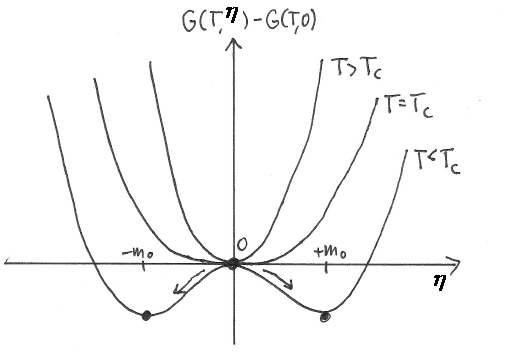 G(T,η)-G(T,0)
T>Tc
T=Tc
T<Tc
0
-m₀
+m₀
η